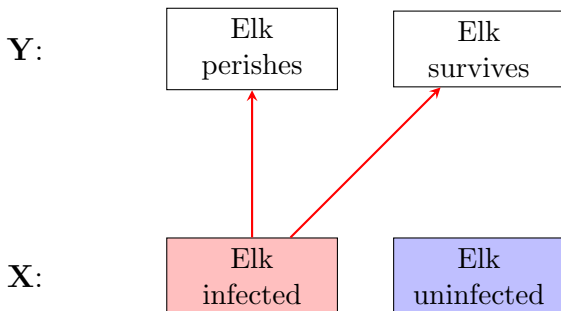 Y:
Elk
perishes
Elk
survives
X:
Elk
infected
Elk
uninfected